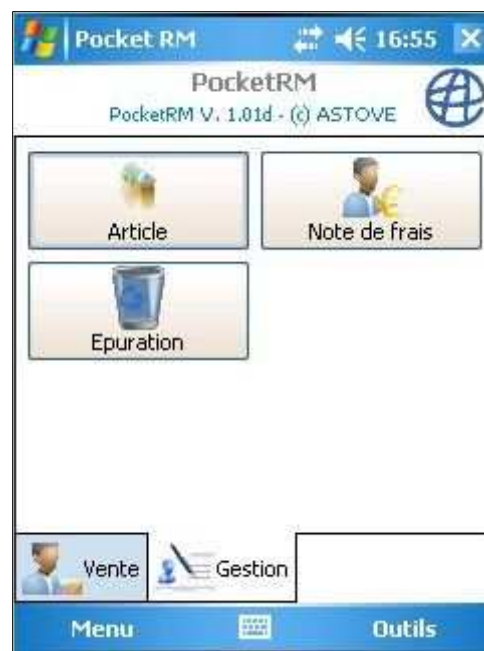 Pocket RM 16:55
PocketRM
PocketRM V. 1.01d - (c) ASTOVE
Article Note de frais
Epuration
Vente Gestion
Menu Outils